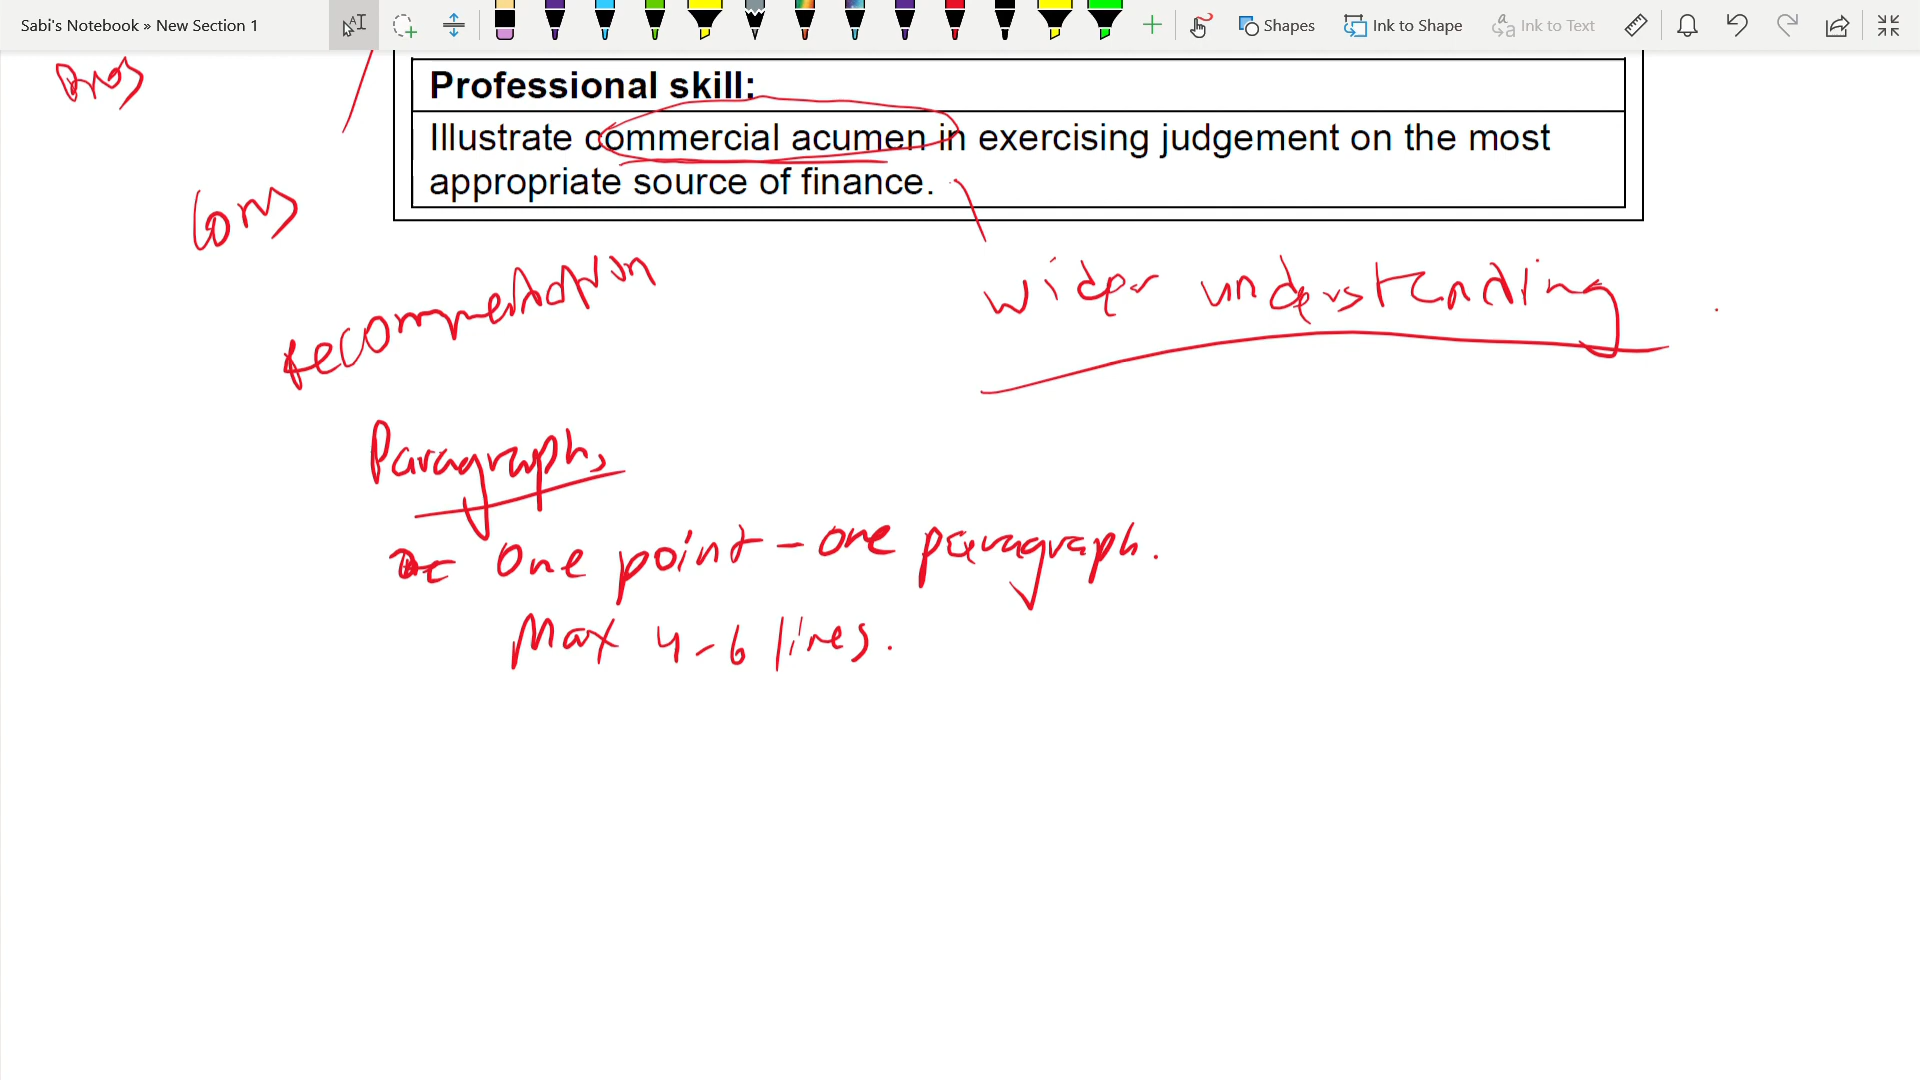 Sabi's Notebook » New Section 1
Shapes
Ink to Shape
Ink to Text
Pros
Professional skill:
Illustrate commercial acumen in exercising judgement on the most
appropriate source of finance.
Cons
recommendation
wider understanding
Paragraphs
One point - one paragraph.
Max 4-6 lines.